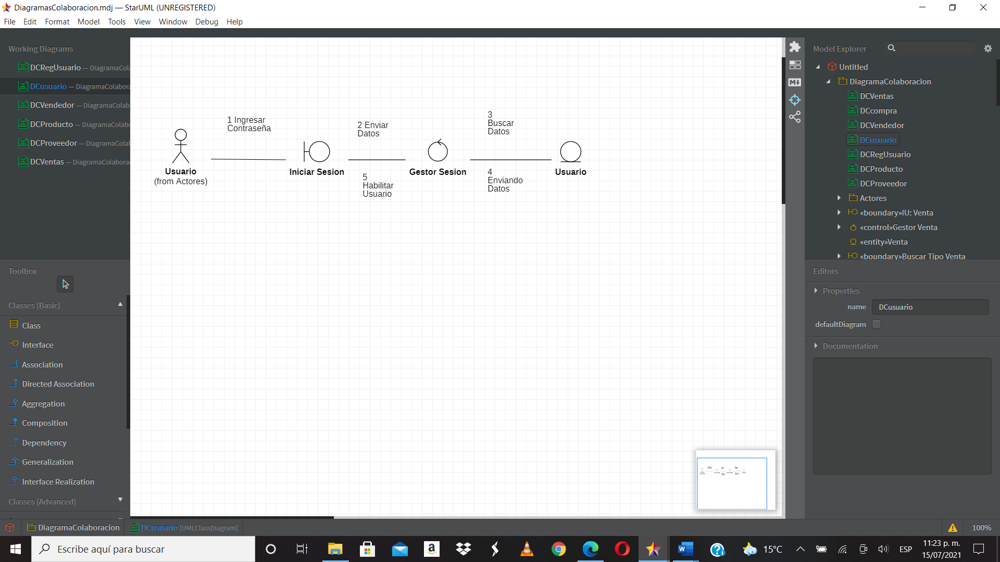 DiagramasColaboracion.mdj — StarUML (UNREGISTERED)
File Edit Format Model Tools View Window Debug Help
Working Diagrams
DCRegUsuario — DiagramaCola
DCusuario — DiagramaColabora
DCVendedor — DiagramaColab
DCProducto — DiagramaColabo
DCProveedor — DiagramaColab
DCVentas — DiagramaColabora
Toolbox
Classes (Basic)
Class
Interface
Association
Directed Association
Aggregation
Composition
Dependency
Generalization
Interface Realization
Classes (Advanced)
1 Ingresar
Contraseña
2 Enviar
Datos
3
Buscar
Datos
Usuario
(from Actores)
Iniciar Sesion
Gestor Sesion
Usuario
5
Habilitar
Usuario
4
Enviando
Datos
Model Explorer
Untitled
DiagramaColaboracion
DCVentas
DCcompra
DCVendedor
DCusuario
DCRegUsuario
DCProducto
DCProveedor
Actores
«boundary»IU: Venta
«control»Gestor Venta
«entity»Venta
«boundary»Buscar Tipo Venta
Editors
Properties
name DCusuario
defaultDiagram
Documentation
DiagramaColaboracion DCusuario [UMLClassDiagram]
100%
Escribe aquí para buscar
15°C
ESP
11:23 p. m.
15/07/2021